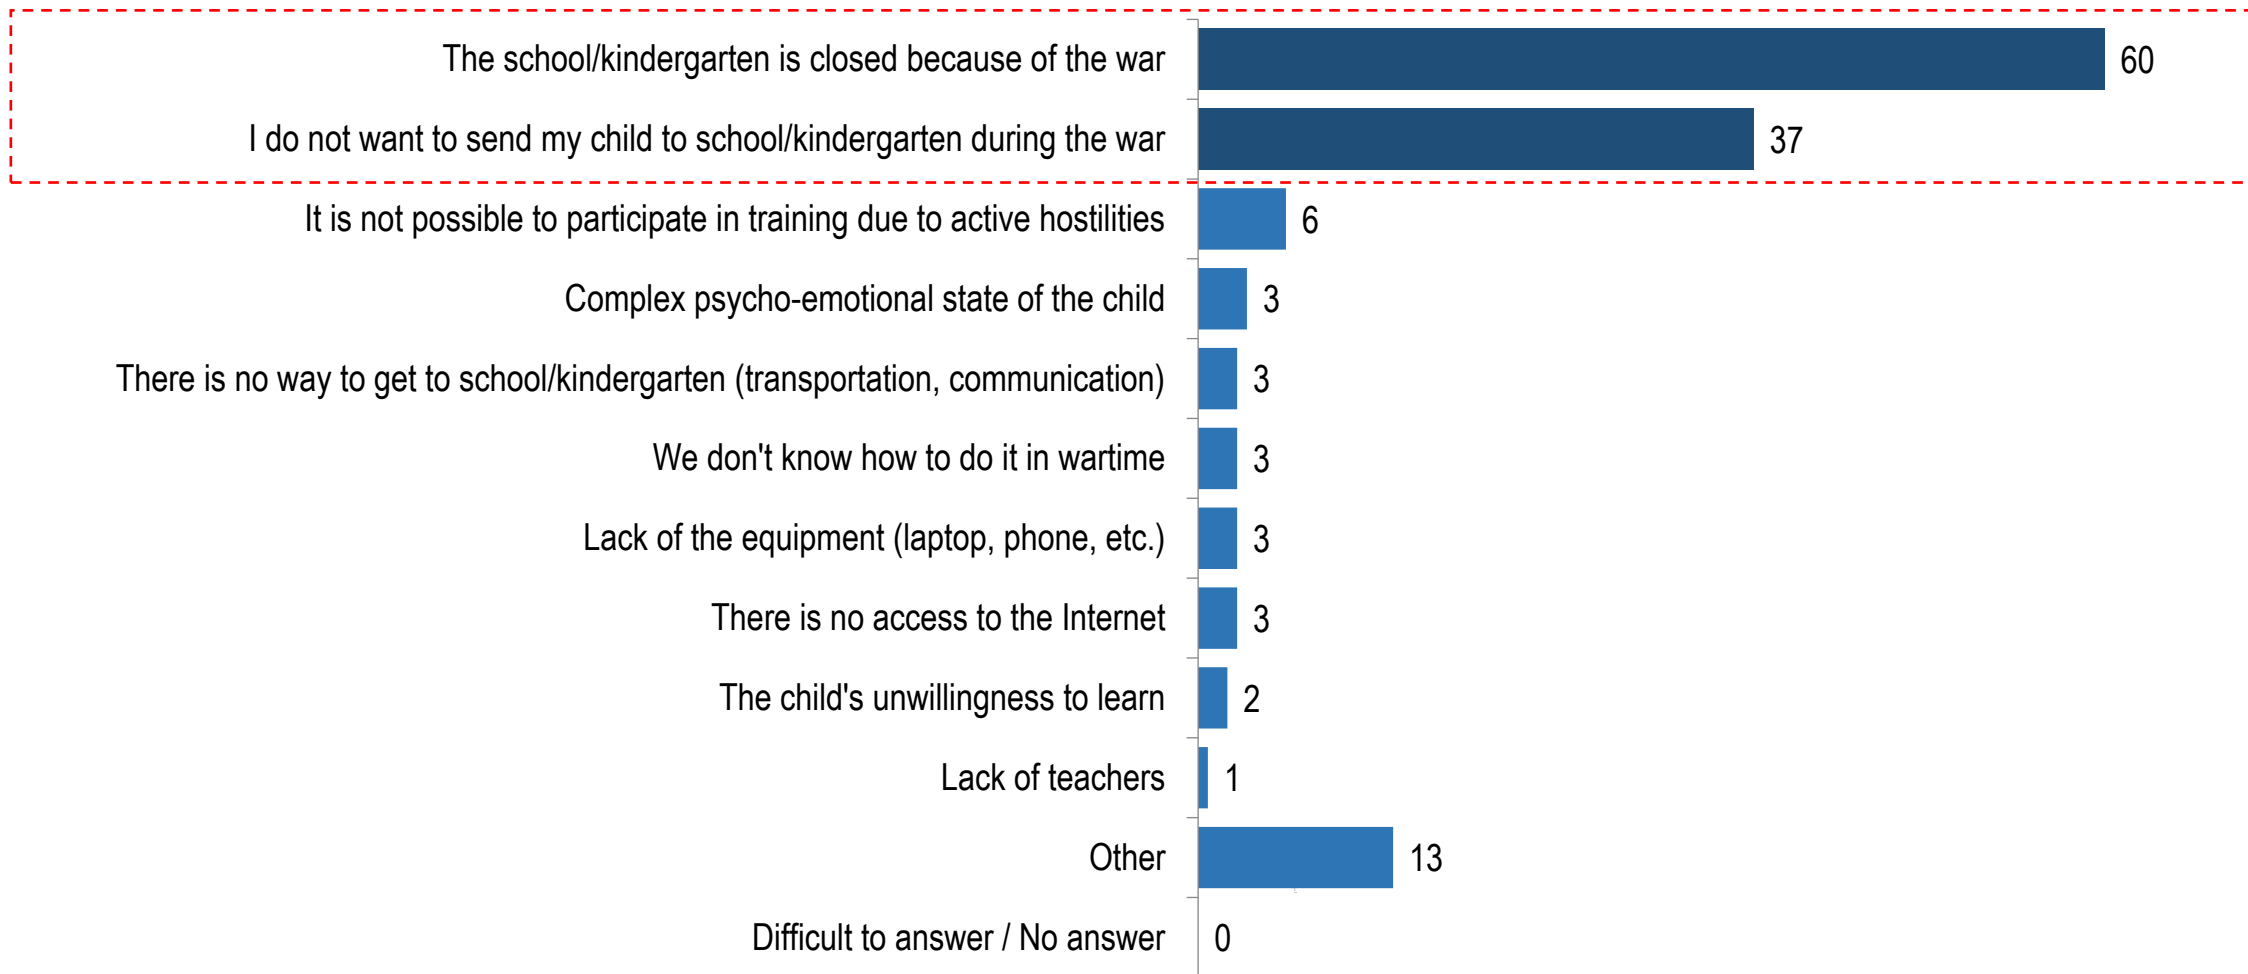 The school/kindergarten is closed because of the war 60
I do not want to send my child to school/kindergarten during the war 37
It is not possible to participate in training due to active hostilities 6
Complex psycho-emotional state of the child 3
There is no way to get to school/kindergarten (transportation, communication) 3
We don't know how to do it in wartime 3
Lack of the equipment (laptop, phone, etc.) 3
There is no access to the Internet 3
The child's unwillingness to learn 2
Lack of teachers 1
Other 13
Difficult to answer / No answer 0